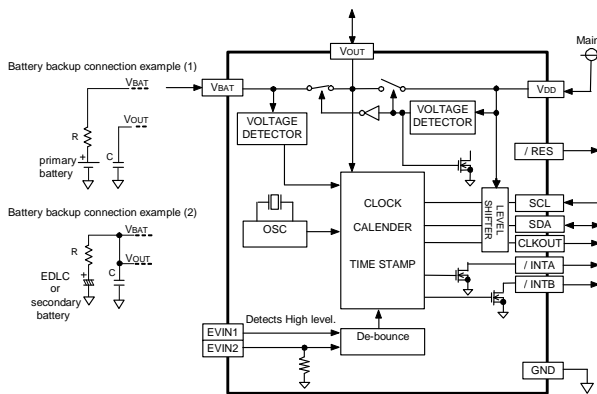 VOUT
Main
Battery backup connection example (1)
VBAT
VBAT
VDD
VOUT
R
+
primary
battery
C
VOLTAGE
DETECTOR
VOLTAGE
DETECTOR
/ RES
Battery backup connection example (2)
VBAT
R
VOUT
C
+
EDLC
or
secondary
battery
OSC
CLOCK
CALENDER
TIME STAMP
LEVEL
SHIFTER
SCL
SDA
CLKOUT
/ INTA
/ INTB
EVIN1
Detects High level.
EVIN2
De-bounce
GND